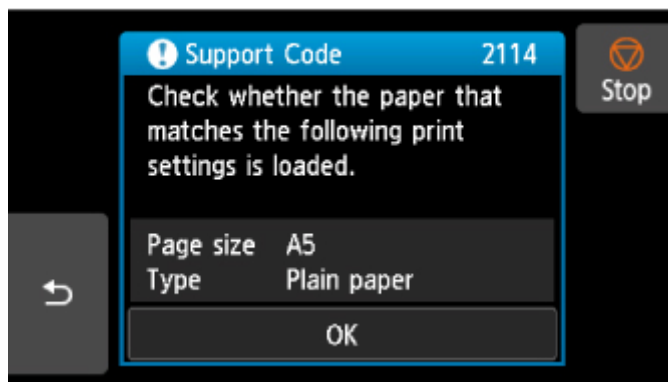 Support Code 2114
Stop
Check whether the paper that
matches the following print
settings is loaded.
Page size A5
Type Plain paper
OK